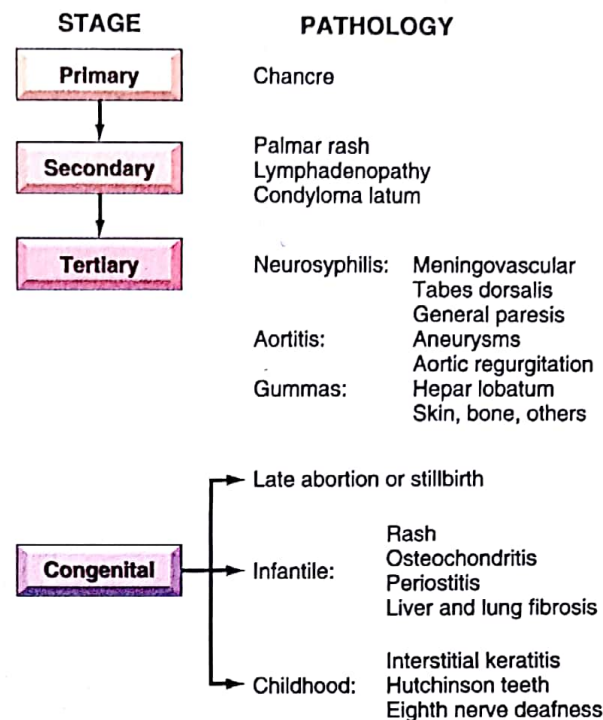 STAGE PATHOLOGY
Primary Chancre
Palmar rash
Secondary Lymphadenopathy
Condyloma latum
Tertiary Neurosyphilis: Meningovascular
Tabes dorsalis
General paresis
Aortitis: Aneurysms
Aortic regurgitation
Gummas: Hepar lobatum
Skin, bone, others
Late abortion or stillbirth
Rash
Osteochondritis
Congenital Infantile: Periostitis
Liver and lung fibrosis
Interstitial keratitis
Childhood: Hutchinson teeth
Eighth nerve deafness